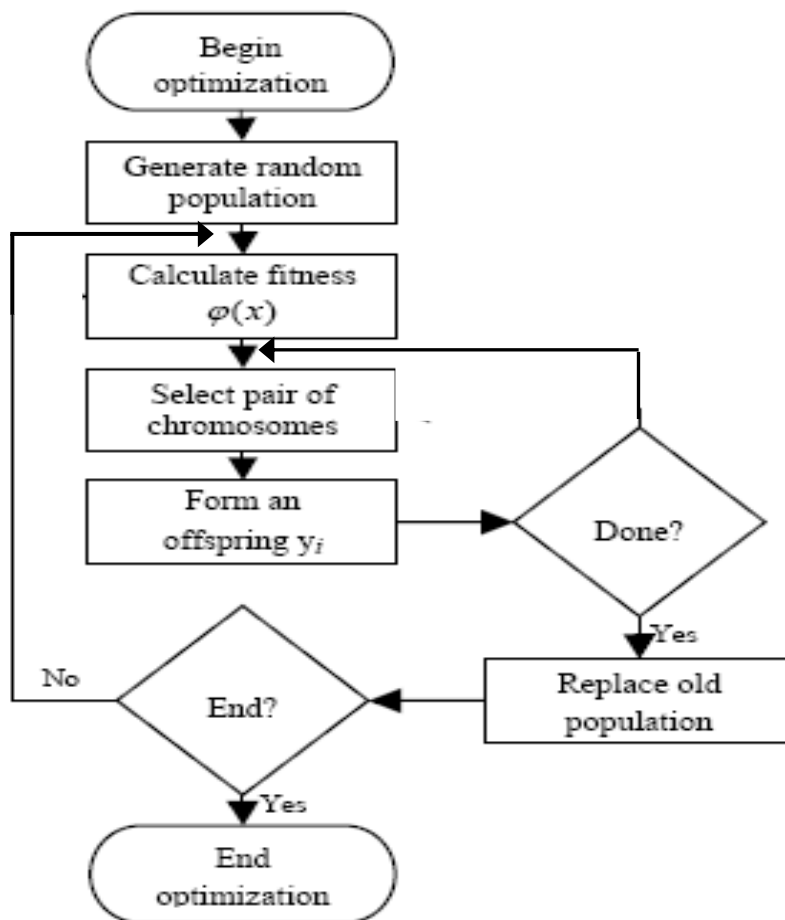 Begin
optimization
Generate random
population
Calculate fitness
φ(x)
Select pair of
chromosomes
Form an
offspring yᵢ
Done?
Yes
Replace old
population
End?
No
Yes
End
optimization